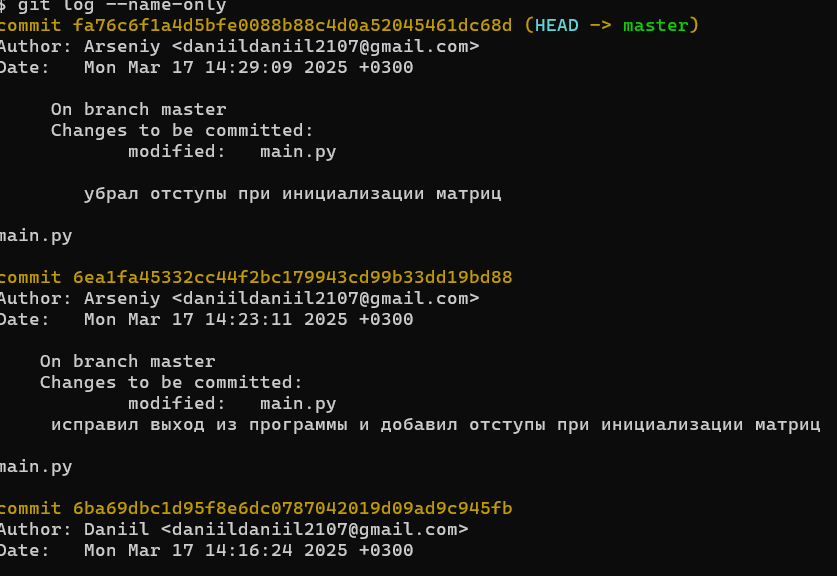 $ git log --name-only
commit fa76c6f1a4d5bfe0088b88c4d0a52045461dc68d (HEAD -> master)
Author: Arseniy <daniildaniil2107@gmail.com>
Date:   Mon Mar 17 14:29:09 2025 +0300
On branch master
Changes to be committed:
modified:   main.py
убрал отступы при инициализации матриц
main.py
commit 6ea1fa45332cc44f2bc179943cd99b33dd19bd88
Author: Arseniy <daniildaniil2107@gmail.com>
Date:   Mon Mar 17 14:23:11 2025 +0300
On branch master
Changes to be committed:
modified:   main.py
исправил выход из программы и добавил отступы при инициализации матриц
main.py
commit 6ba69dbc1d95f8e6dc0787042019d09ad9c945fb
Author: Daniil <daniildaniil2107@gmail.com>
Date:   Mon Mar 17 14:16:24 2025 +0300